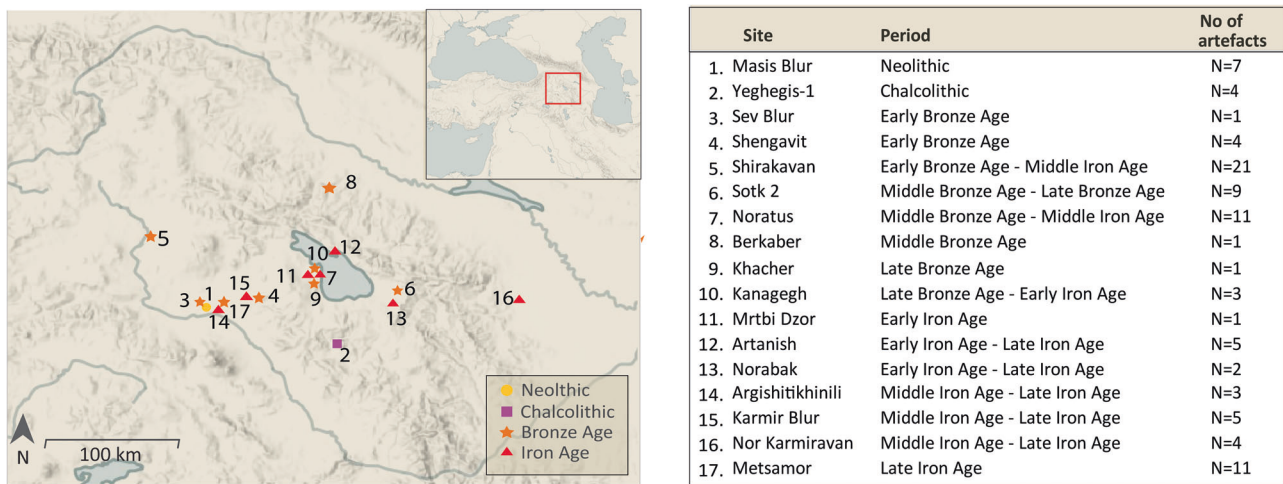 8
5
10
12
11
7
15
1
3
4
9
6
16
17
13
14
2
Neolthic
Chalcolithic
Bronze Age
Iron Age
N
100 km
Site Period No of artefacts
1. Masis Blur Neolithic N=7
2. Yeghegis-1 Chalcolithic N=4
3. Sev Blur Early Bronze Age N=1
4. Shengavit Early Bronze Age N=4
5. Shirakavan Early Bronze Age - Middle Iron Age N=21
6. Sotk 2 Middle Bronze Age - Late Bronze Age N=9
7. Noratus Middle Bronze Age - Middle Iron Age N=11
8. Berkaber Middle Bronze Age N=1
9. Khacher Late Bronze Age N=1
10. Kanagegh Late Bronze Age - Early Iron Age N=3
11. Mrtbi Dzor Early Iron Age N=1
12. Artanish Early Iron Age - Late Iron Age N=5
13. Norabak Early Iron Age - Late Iron Age N=2
14. Argishitikhinili Middle Iron Age - Late Iron Age N=3
15. Karmir Blur Middle Iron Age - Late Iron Age N=5
16. Nor Karmiravan Middle Iron Age - Late Iron Age N=4
17. Metsamor Late Iron Age N=11